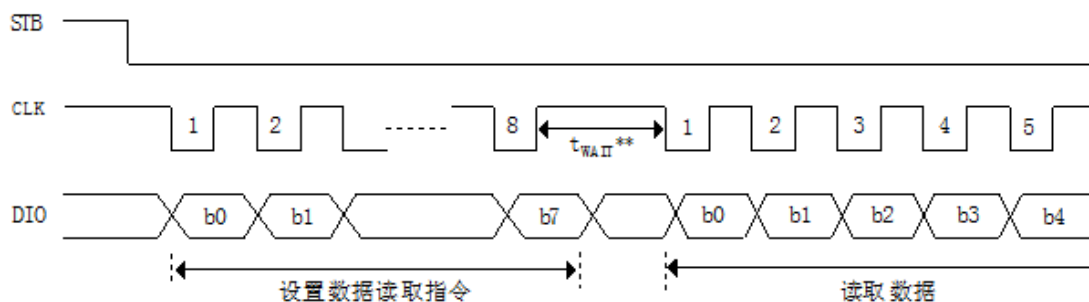 STB
CLK 1 2 8 1 2 3 4 5
tWAIT**
DIO b0 b1 b7 b0 b1 b2 b3 b4
设置数据读取指令 读取数据